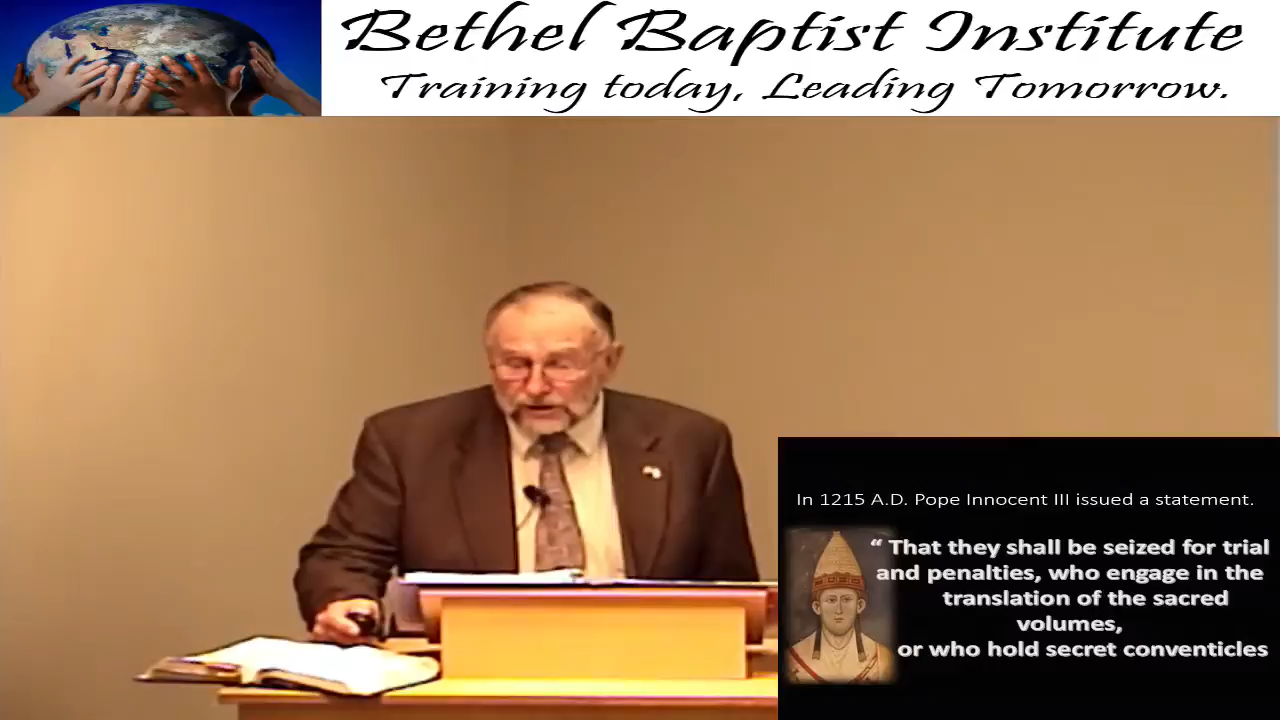 Bethel Baptist Institute
Training today, Leading Tomorrow.
In 1215 A.D. Pope Innocent III issued a statement.
“ That they shall be seized for trial
and penalties, who engage in the
translation of the sacred
volumes,
or who hold secret conventicles